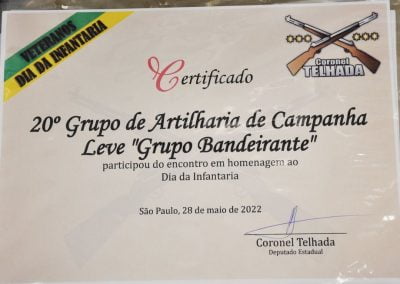 VETERANOS
DIA DA INFANTARIA
Coronel
TELHADA
Certificado
20º Grupo de Artilharia de Campanha
Leve "Grupo Bandeirante"
participou do encontro em homenagem ao
Dia da Infantaria
São Paulo, 28 de maio de 2022
Coronel Telhada
Deputado Estadual